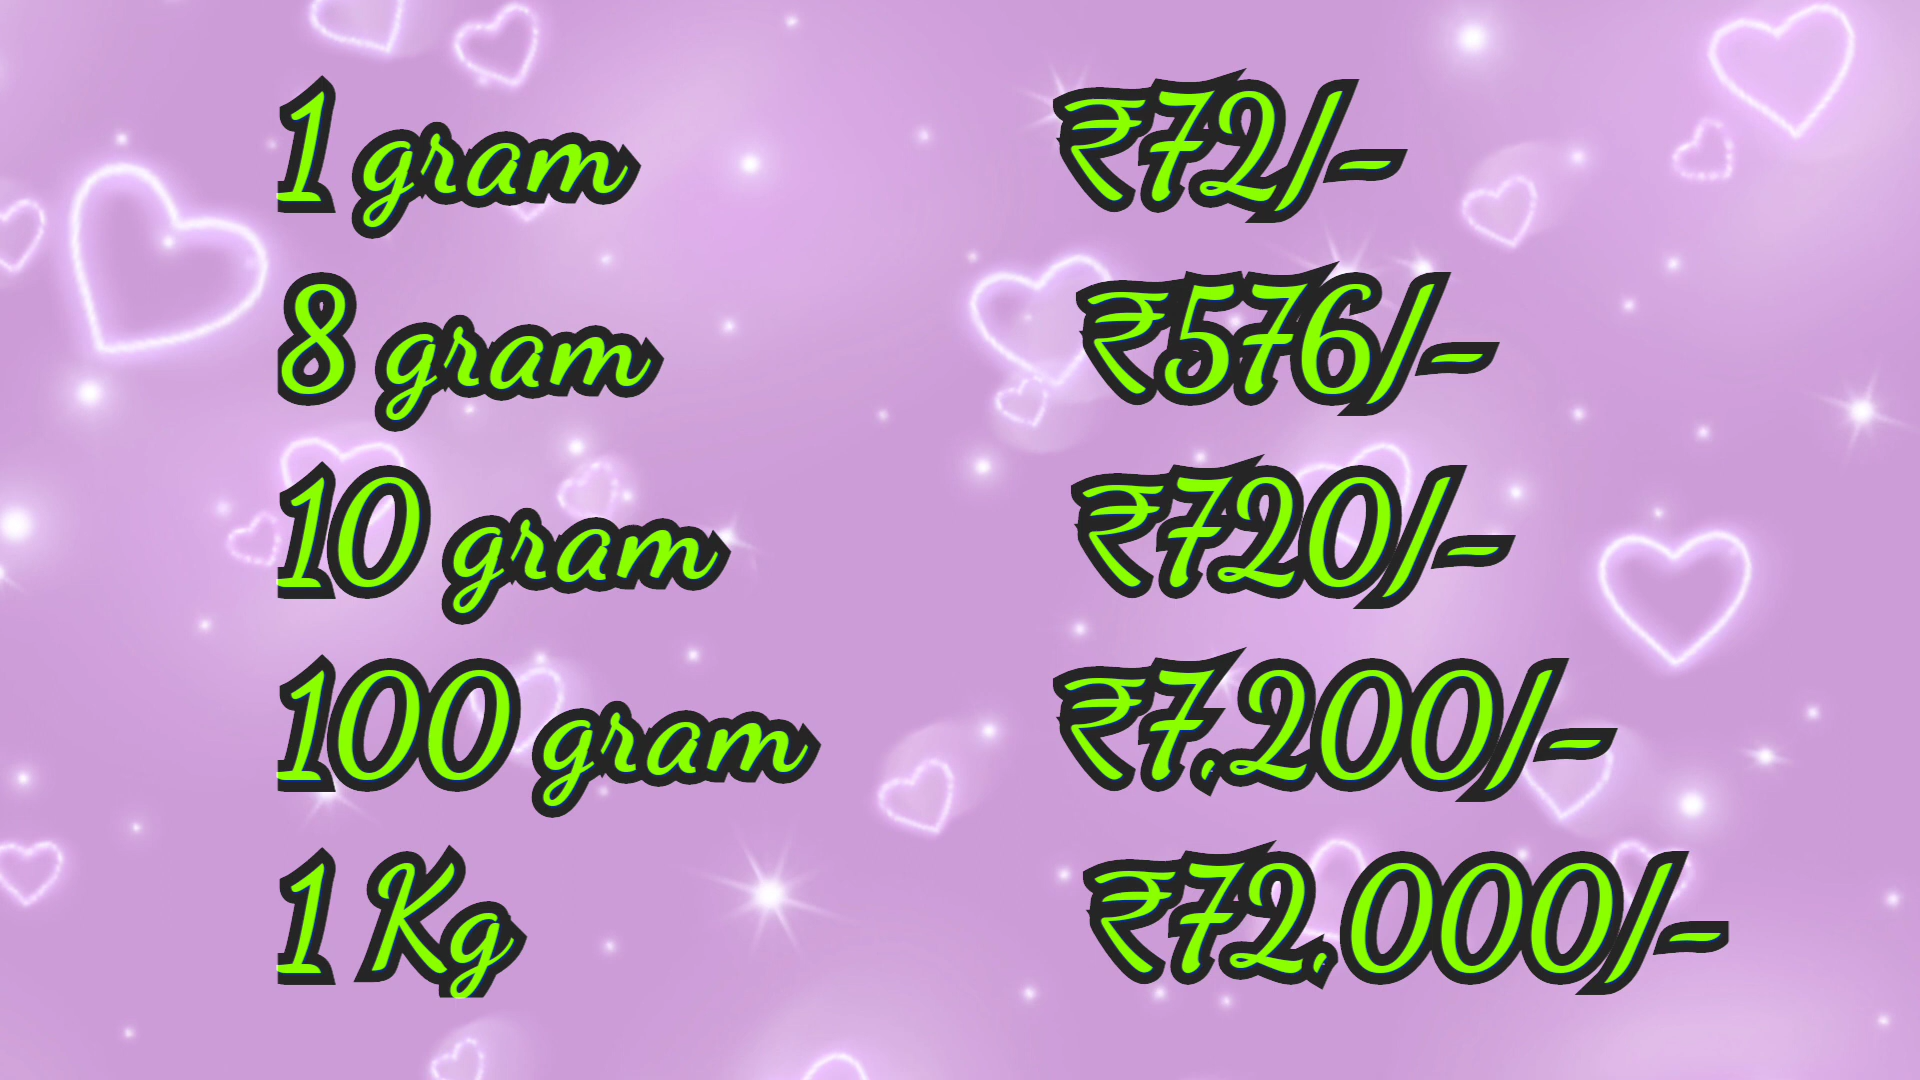 1 gram ₹72/-
8 gram ₹576/-
10 gram ₹720/-
100 gram ₹7,200/-
1 Kg ₹72,000/-